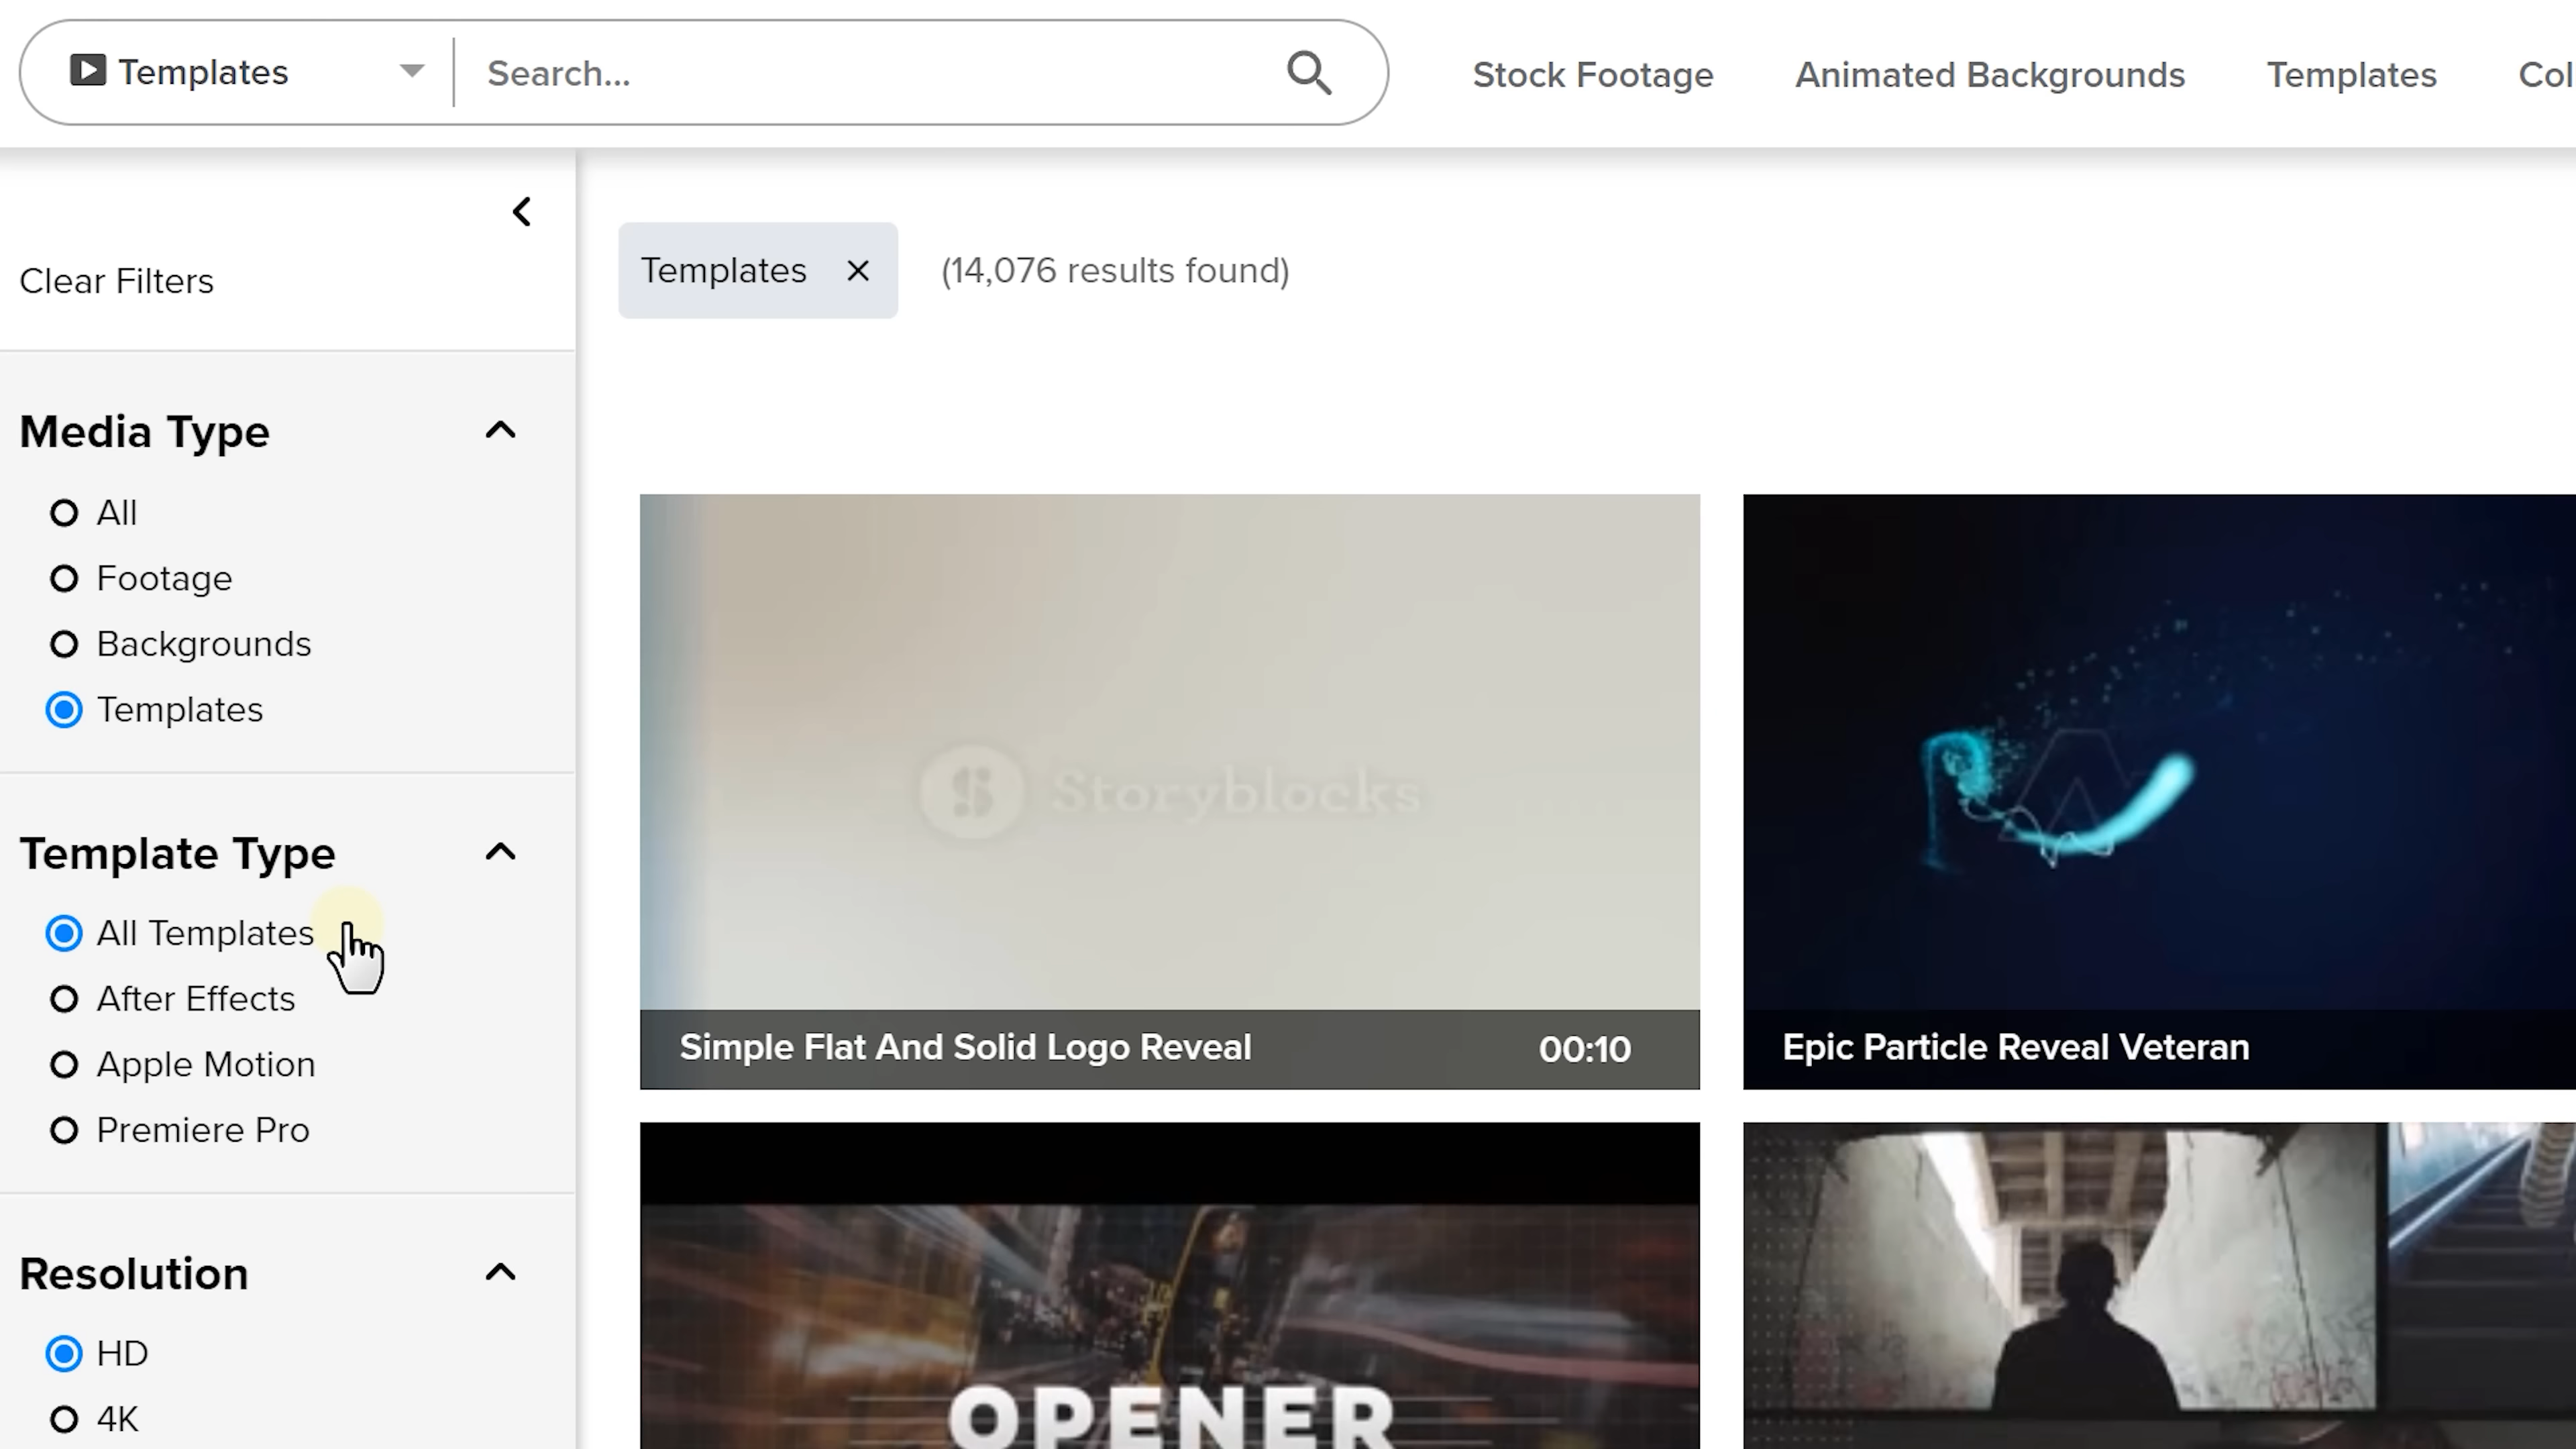 Templates
Search...
Stock Footage
Animated Backgrounds
Templates
Col
Clear Filters
Templates ×
(14,076 results found)
Media Type
All
Footage
Backgrounds
Templates
Template Type
All Templates
After Effects
Apple Motion
Premiere Pro
Resolution
HD
4K
Storyblocks
Simple Flat And Solid Logo Reveal
00:10
Epic Particle Reveal Veteran
OPENER